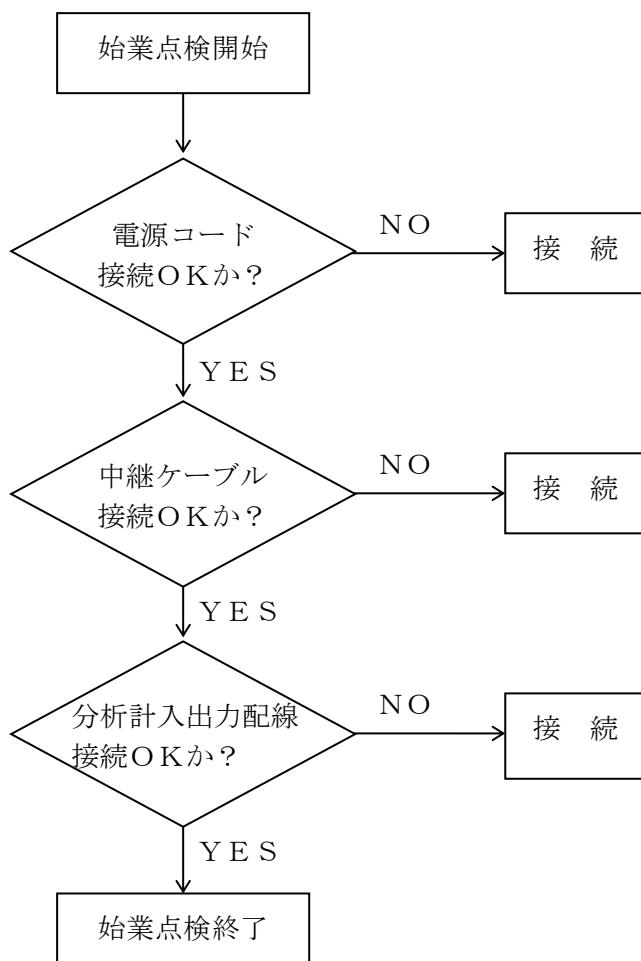 始業点検開始
電源コード
接続ＯＫか？
ＮＯ
接　続
ＹＥＳ
中継ケーブル
接続ＯＫか？
ＮＯ
接　続
ＹＥＳ
分析計入出力配線
接続ＯＫか？
ＮＯ
接　続
ＹＥＳ
始業点検終了